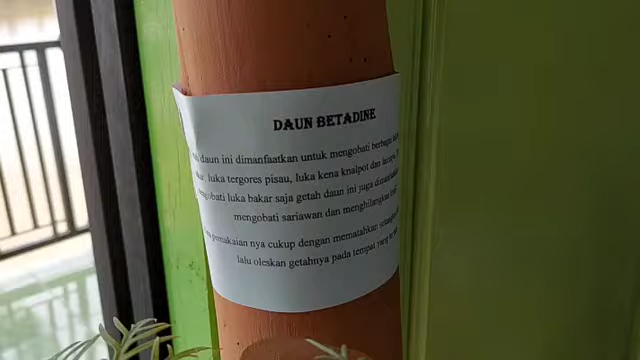 DAUN BETADINE
daun ini dimanfaatkan untuk mengobati berbagai
luka tergores pisau, luka kena knalpot dan
mengobati luka bakar saja getah daun ini juga
mengobati sariawan dan menghilangkan
pemakaian nya cukup dengan mematahkan
lalu oleskan getahnya pada tempat yang